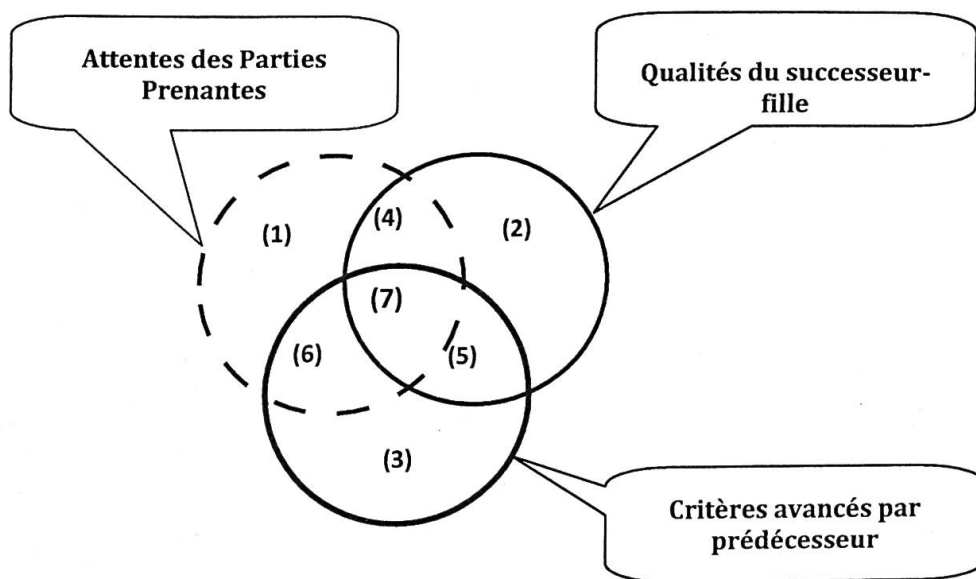 Attentes des Parties
Prenantes
Qualités du successeur-
fille
(1)
(4)
(2)
(7)
(6)
(5)
(3)
Critères avancés par
prédécesseur